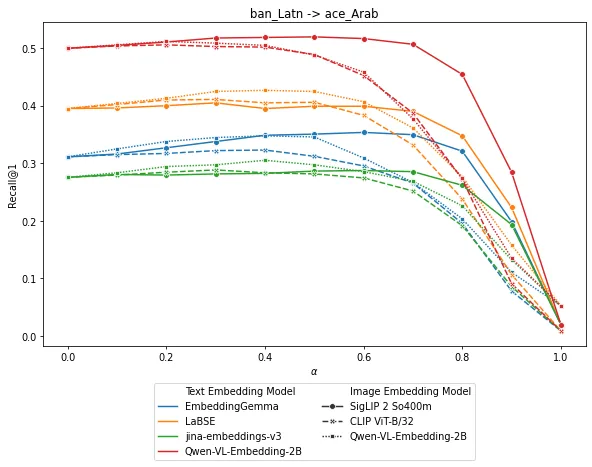 ban_Latn -> ace_Arab
Recall@1
0.5
0.4
0.3
0.2
0.1
0.0
0.0 0.2 0.4 0.6 0.8 1.0
α
Text Embedding Model Image Embedding Model
EmbeddingGemma SigLIP 2 So400m
LaBSE CLIP ViT-B/32
jina-embeddings-v3 Qwen-VL-Embedding-2B
Qwen-VL-Embedding-2B